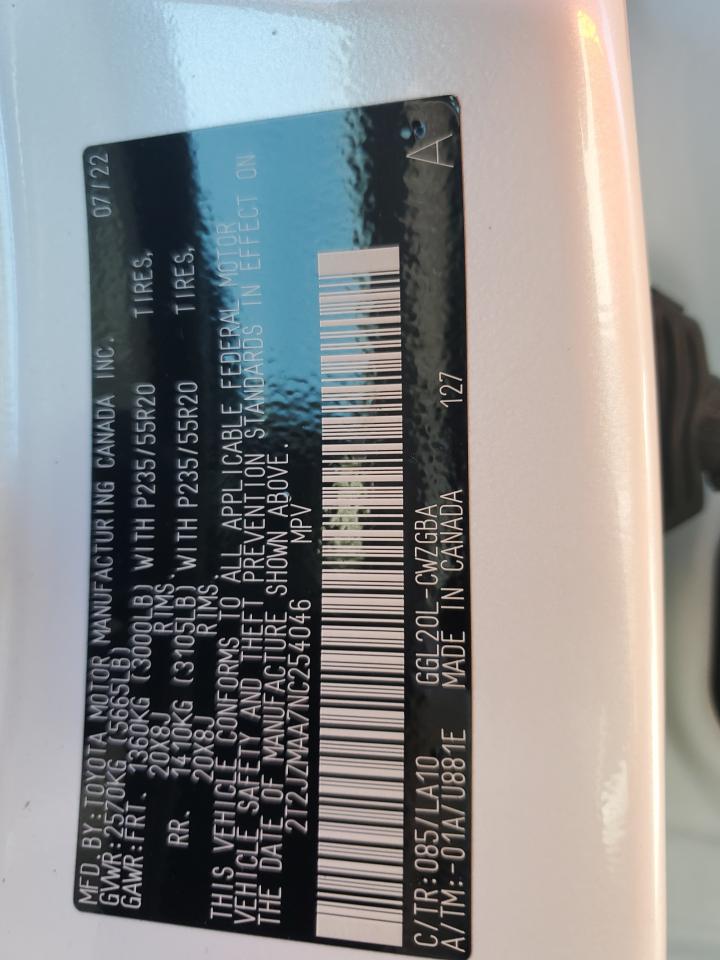 MFD.BY:TOYOTA MOTOR MANUFACTURING CANADA INC. 07/22
GVWR:2570KG (5665LB)
GAWR:FRT. 1360KG (3000LB) WITH P235/55R20 TIRES,
20X8J RIMS.
RR. 1410KG (3105LB) WITH P235/55R20 TIRES,
20X8J RIMS.
THIS VEHICLE CONFORMS TO ALL APPLICABLE FEDERAL MOTOR
VEHICLE SAFETY AND THEFT PREVENTION STANDARDS IN EFFECT ON
THE DATE OF MANUFACTURE SHOWN ABOVE.
2T2JZMAA7NC254046 MPV
C/TR:085/LA10 GGL20L-CWZGBA
A/TM:-01A/U881E MADE IN CANADA 127 A